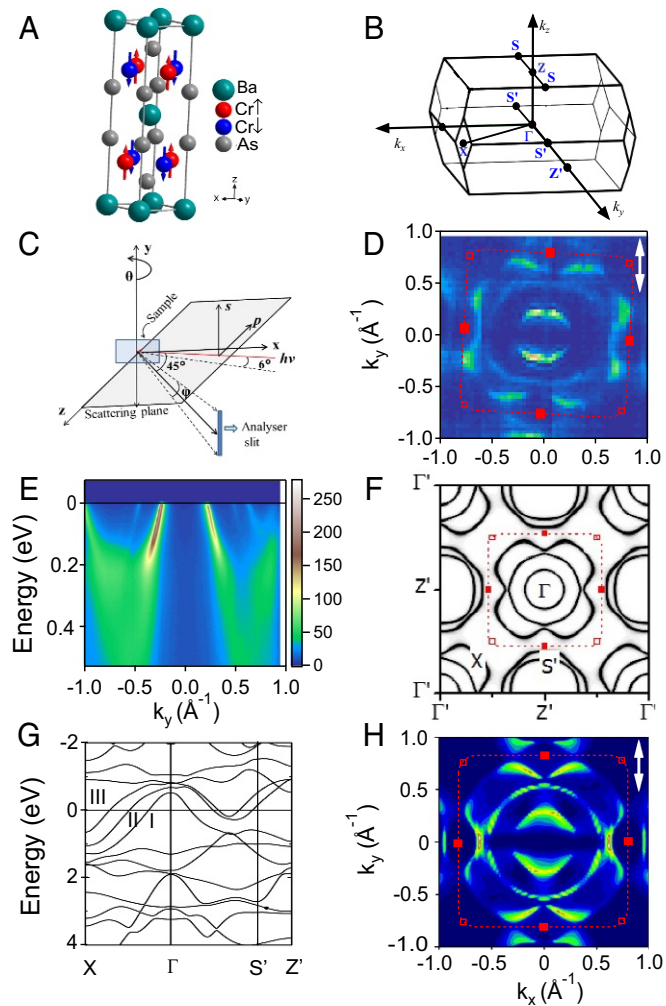 A
Ba
Cr↑
Cr↓
As
z
x
y
B
k_z
S
Z
S
S'
Γ
k_x
X
S'
Z'
k_y
C
y
θ
Sample
s
p
x
hν
45°
6°
φ
z
Scattering plane
Analyser
slit
D
1.0
0.5
0.0
-0.5
-1.0
k_y (Å⁻¹)
-1.0 0.0 0.5 1.0
E
0
0.2
0.4
Energy (eV)
-1.0 -0.5 0.0 0.5 1.0
k_y (Å⁻¹)
250
200
150
100
50
0
F
Γ'
Z'
Γ'
Γ
X
S'
Γ' Z' Γ'
G
-2
0
2
4
Energy (eV)
III
II
I
X Γ S' Z'
H
1.0
0.5
0
-0.5
-1.0
k_y (Å⁻¹)
-1.0 -0.5 0.0 0.5 1.0
k_x (Å⁻¹)